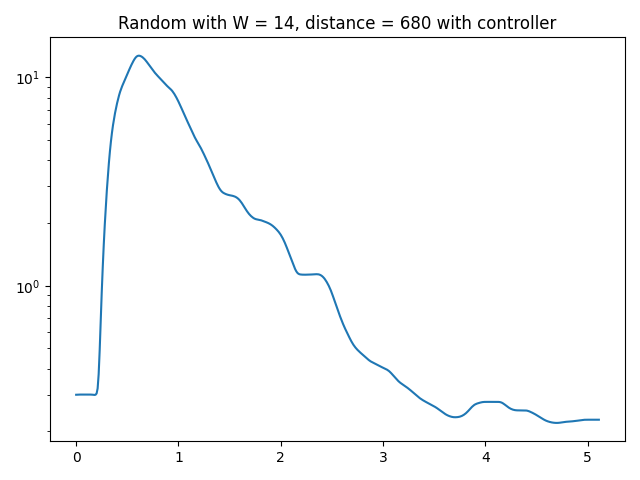 Random with W = 14, distance = 680 with controller
10¹
10⁰
0 1 2 3 4 5